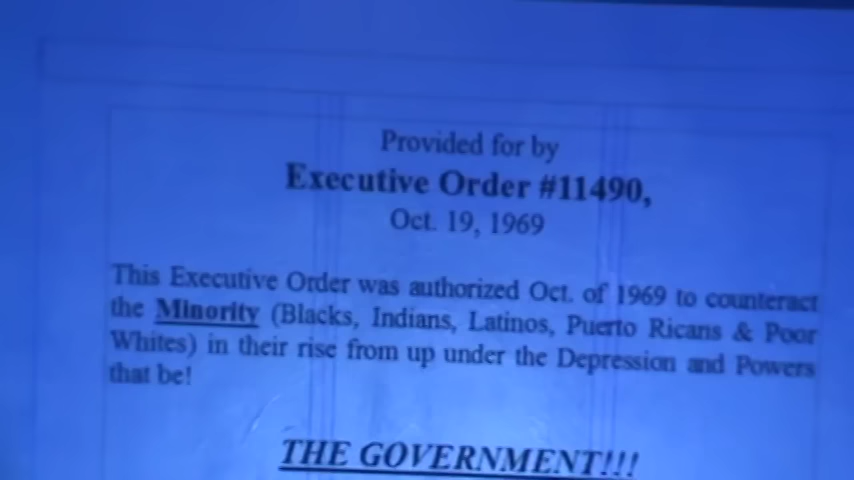 Provided for by
Executive Order #11490,
Oct. 19, 1969
This Executive Order was authorized Oct. of 1969 to counteract
the Minority (Blacks, Indians, Latinos, Puerto Ricans & Poor
Whites) in their rise from up under the Depression and Powers
that be!
THE GOVERNMENT!!!